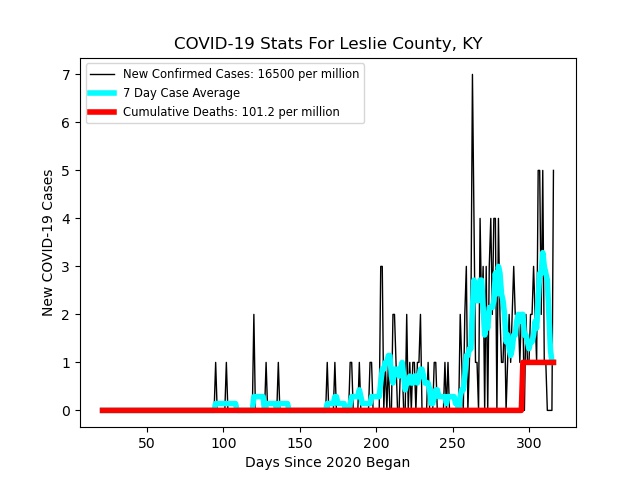 COVID-19 Stats For Leslie County, KY
New Confirmed Cases: 16500 per million
7 Day Case Average
Cumulative Deaths: 101.2 per million
New COVID-19 Cases
7
6
5
4
3
2
1
0
50 100 150 200 250 300
Days Since 2020 Began